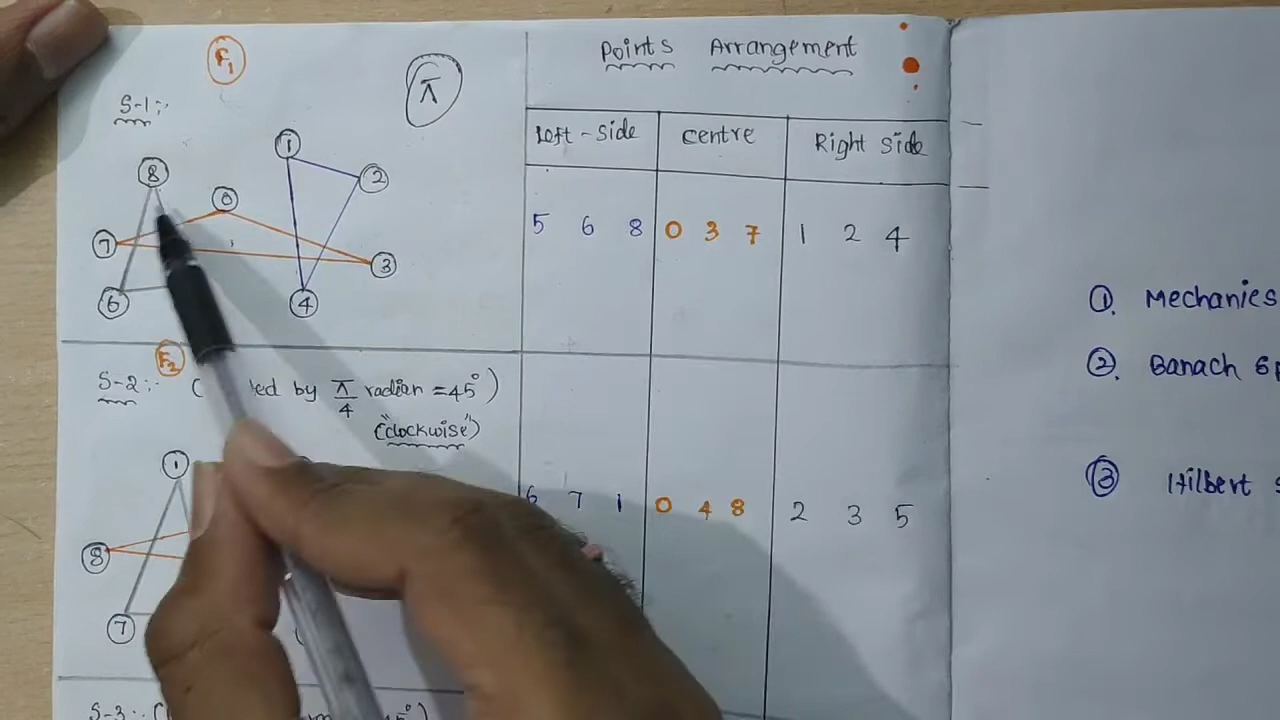 F1
π
S-1:-
1
8
2
0
7
3
6
4
Points Arrangement
Left-side Centre Right side
5 6 8 0 3 7 1 2 4
F2
S-2:- ( by π/4 radian =45°)
("clockwise")
1
8
7
6 7 1 0 4 8 2 3 5
S-3:- ( 45°)
①. Mechanies
②. Banach
③ Hilbert